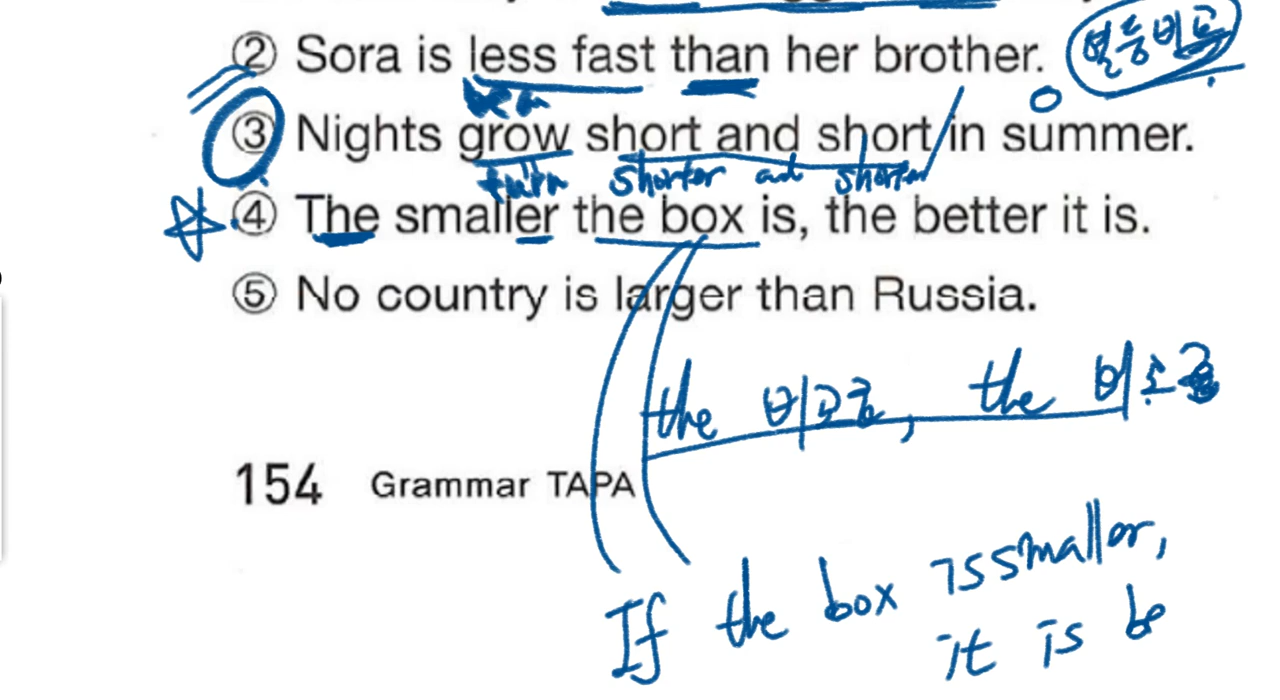 ② Sora is less fast than her brother. 열등비교
③ Nights grow short and short in summer.
turn shorter and shorter
④ The smaller the box is, the better it is.
⑤ No country is larger than Russia.
the 비교급, the 비교급
154 Grammar TAPA
If the box is smaller,
it is be